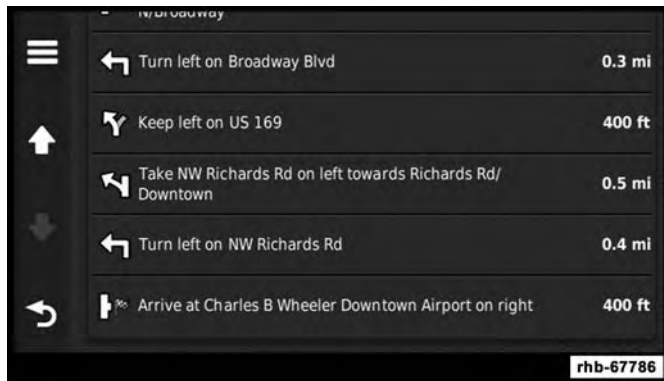 N/Broadway
Turn left on Broadway Blvd
0.3 mi
Keep left on US 169
400 ft
Take NW Richards Rd on left towards Richards Rd/
Downtown
0.5 mi
Turn left on NW Richards Rd
0.4 mi
Arrive at Charles B Wheeler Downtown Airport on right
400 ft
rhb-67786